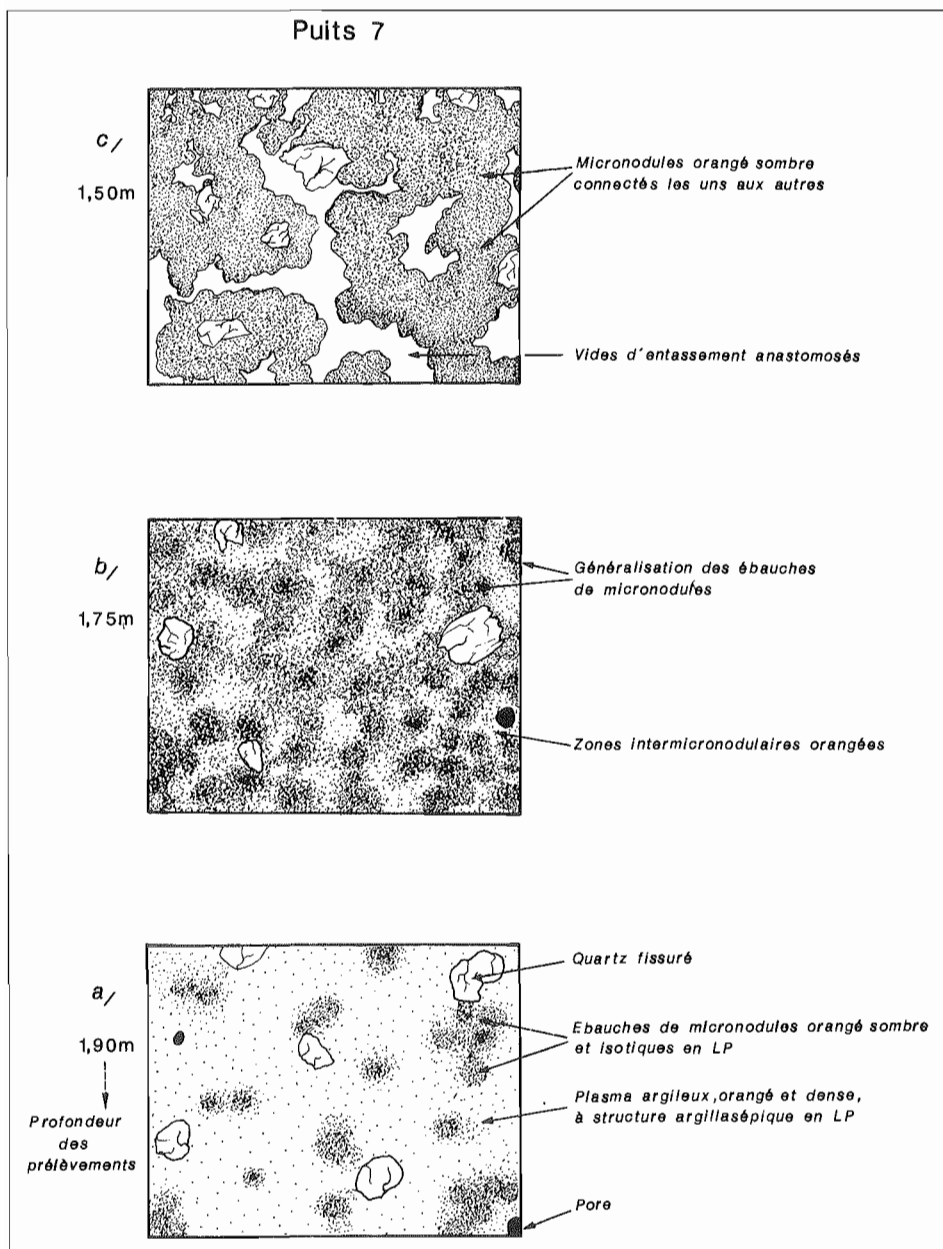 Puits 7
c/
1,50m
Micronodules orangé sombre
connectés les uns aux autres
Vides d'entassement anastomosés
b/
1,75m
Généralisation des ébauches
de micronodules
Zones intermicronodulaires orangées
a/
1,90m
Profondeur
des
prélèvements
Quartz fissuré
Ebauches de micronodules orangé sombre
et isotiques en LP
Plasma argileux, orangé et dense,
à structure argillasépique en LP
Pore